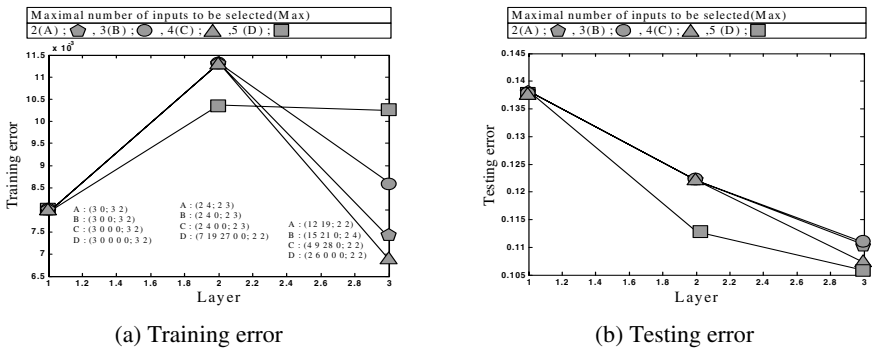 Maximal number of inputs to be selected(Max)
2(A) ; , 3(B) ; , 4(C) ; ,5 (D) ;
x 10⁻³
11.5
11
10.5
10
9.5
9
8.5
8
7.5
7
6.5
Training error
A : (3 0; 3 2)
B : (3 0 0; 3 2)
C : (3 0 0 0; 3 2)
D : (3 0 0 0 0; 3 2)
A : (2 4; 2 3)
B : (2 4 0; 2 3)
C : (2 4 0 0; 2 3)
D : (7 19 27 0 0; 2 2)
A : (12 19; 2 2)
B : (15 21 0; 2 4)
C : (4 9 28 0; 2 2)
D : (2 6 0 0 0; 2 2)
1 1.2 1.4 1.6 1.8 2 2.2 2.4 2.6 2.8 3
Layer
(a) Training error
Maximal number of inputs to be selected(Max)
2(A) ; , 3(B) ; , 4(C) ; ,5 (D) ;
0.145
0.14
0.135
0.13
0.125
0.12
0.115
0.11
0.105
Testing error
1 1.2 1.4 1.6 1.8 2 2.2 2.4 2.6 2.8 3
Layer
(b) Testing error